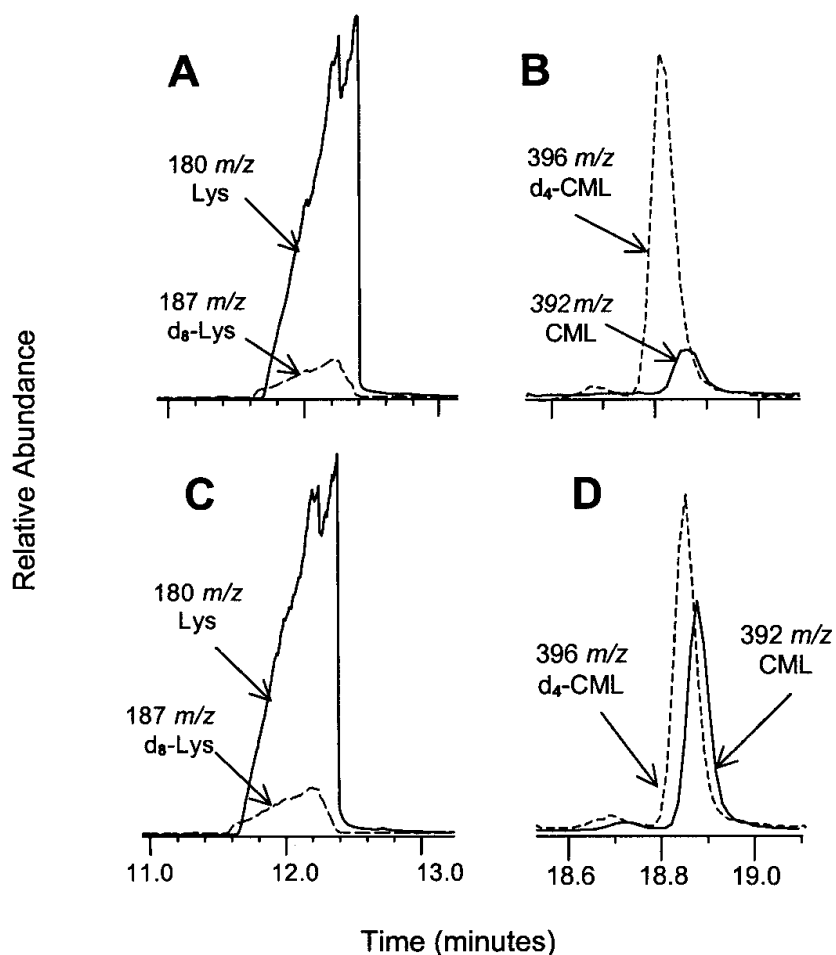 A
180 m/z
Lys
187 m/z
d₈-Lys
B
396 m/z
d₄-CML
392 m/z
CML
C
180 m/z
Lys
187 m/z
d₈-Lys
D
396 m/z
d₄-CML
392 m/z
CML
Relative Abundance
11.0 12.0 13.0
18.6 18.8 19.0
Time (minutes)